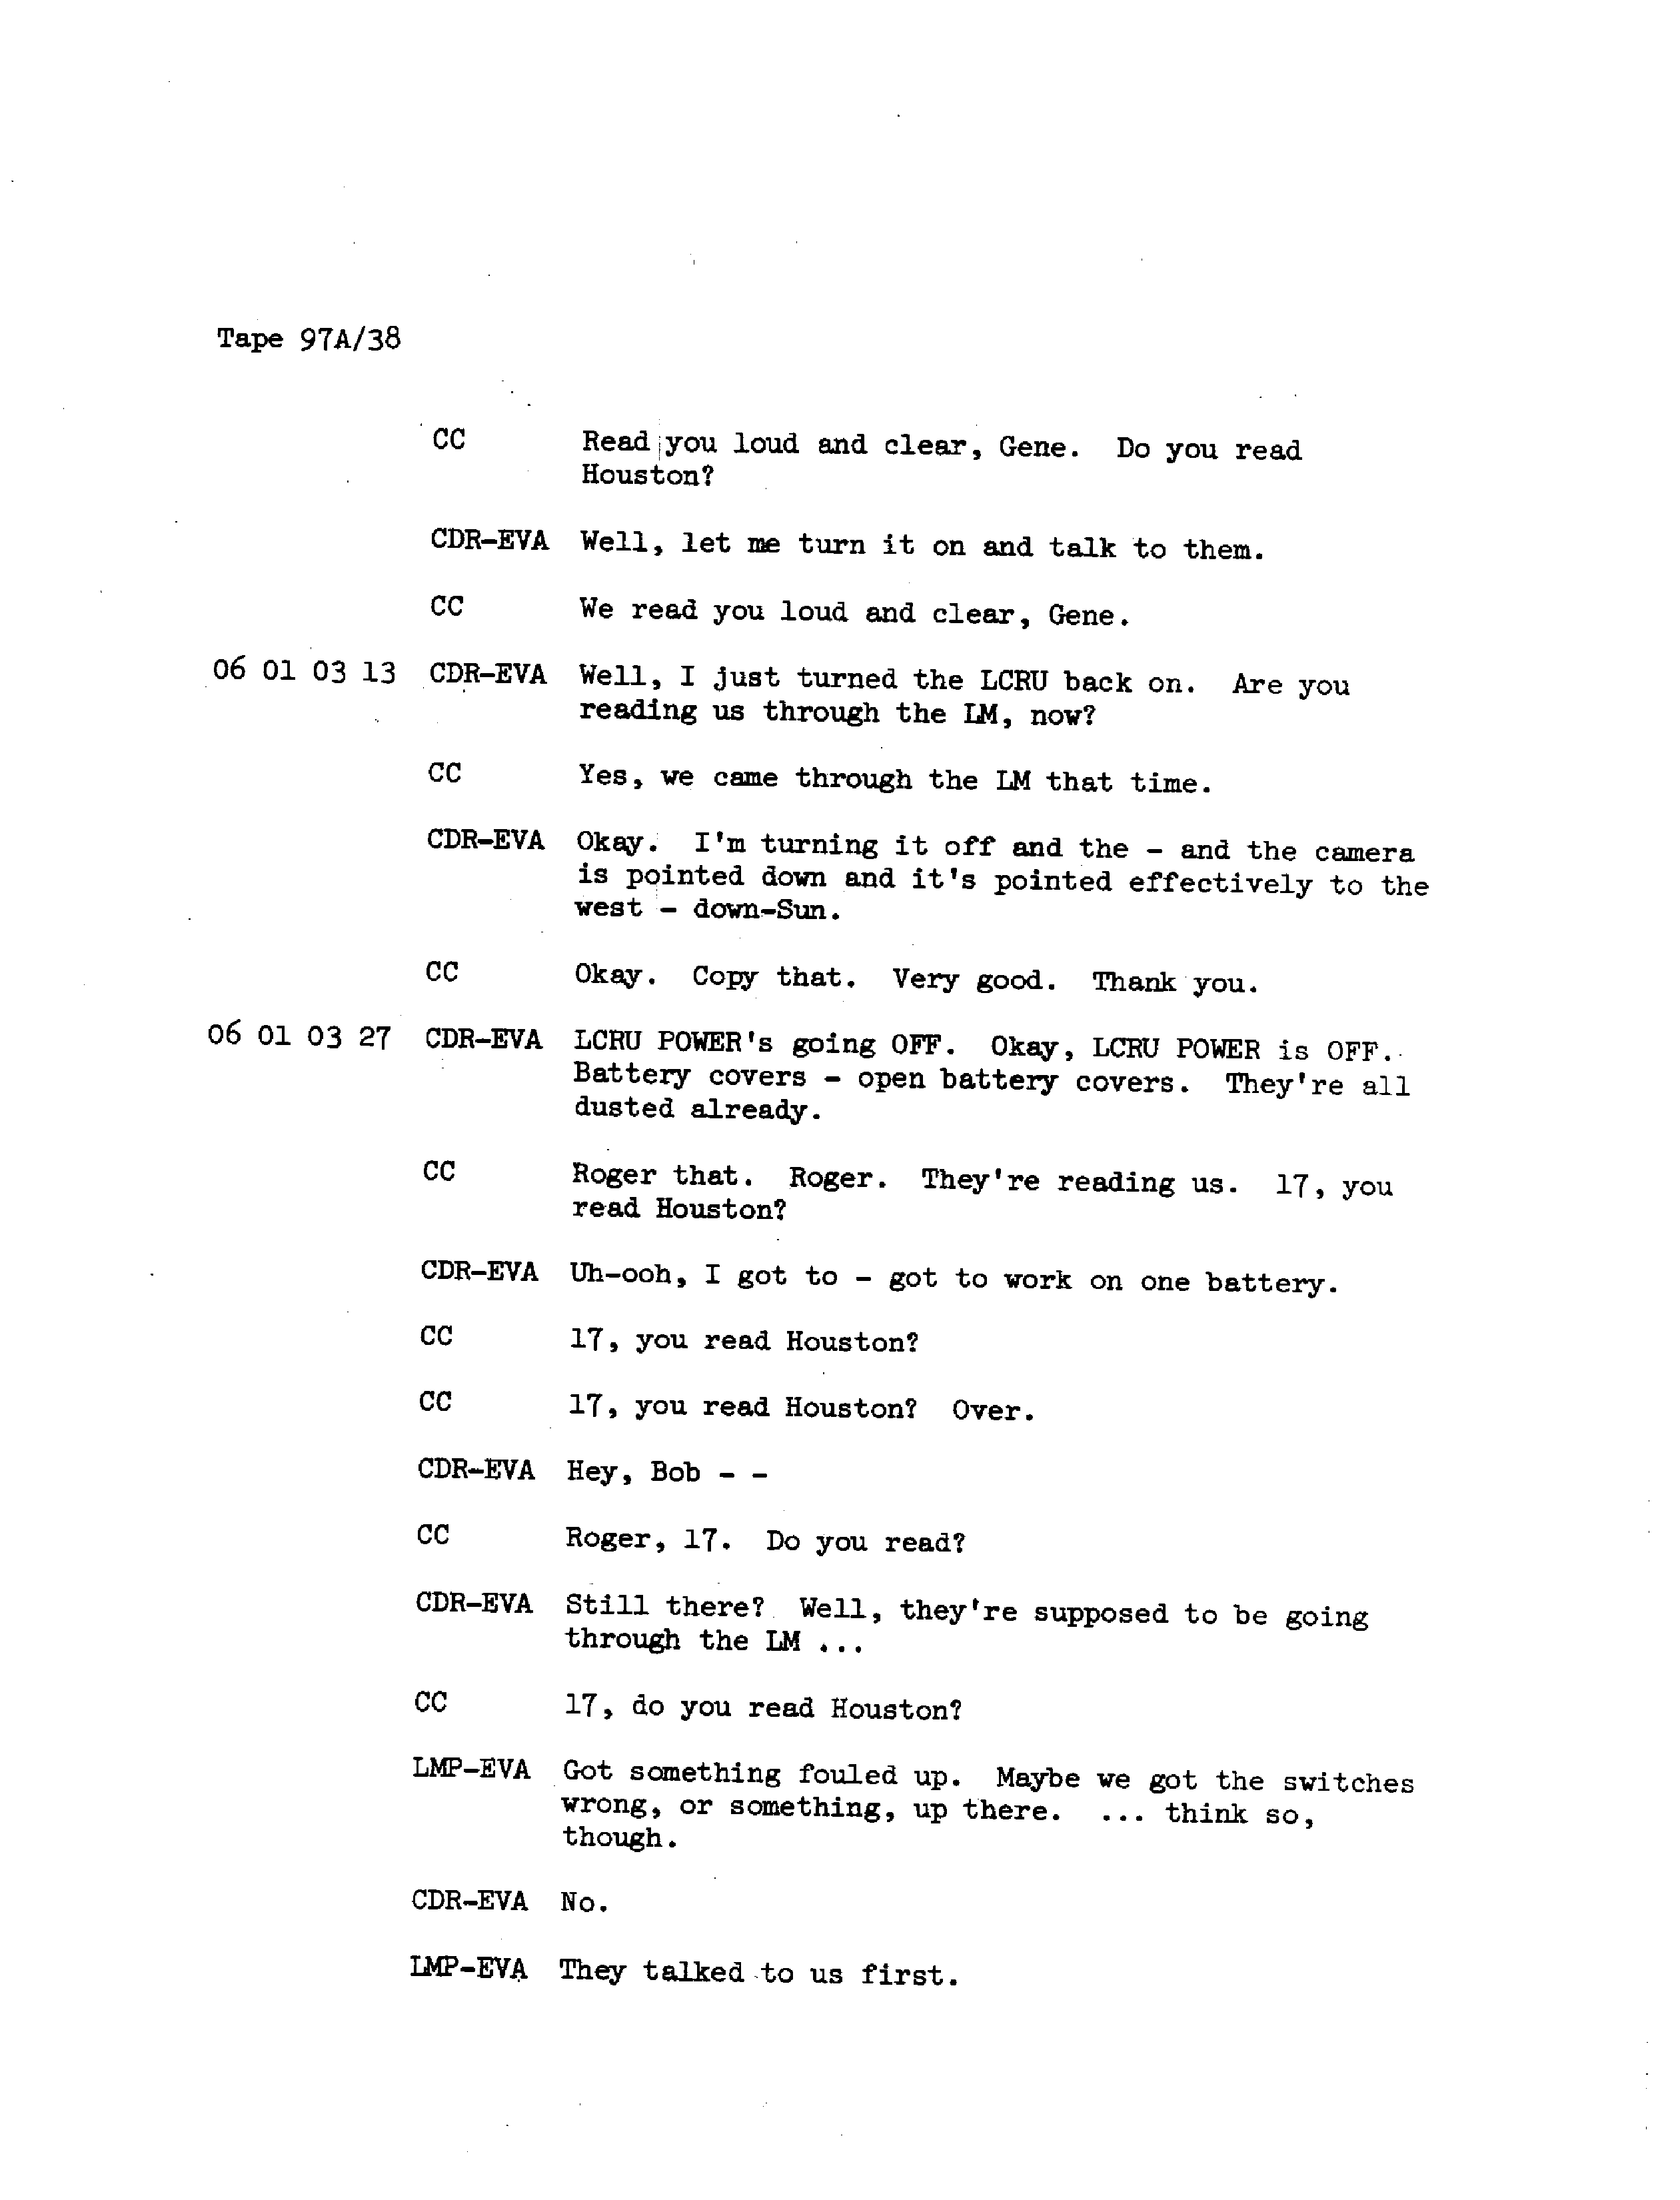 Tape 97A/38
CC Read you loud and clear, Gene. Do you read
Houston?
CDR-EVA Well, let me turn it on and talk to them.
CC We read you loud and clear, Gene.
06 01 03 13 CDR-EVA Well, I just turned the LCRU back on. Are you
reading us through the LM, now?
CC Yes, we came through the LM that time.
CDR-EVA Okay. I'm turning it off and the - and the camera
is pointed down and it's pointed effectively to the
west - down-Sun.
CC Okay. Copy that. Very good. Thank you.
06 01 03 27 CDR-EVA LCRU POWER's going OFF. Okay, LCRU POWER is OFF.
Battery covers - open battery covers. They're all
dusted already.
CC Roger that. Roger. They're reading us. 17, you
read Houston?
CDR-EVA Uh-ooh, I got to - got to work on one battery.
CC 17, you read Houston?
CC 17, you read Houston? Over.
CDR-EVA Hey, Bob - -
CC Roger, 17. Do you read?
CDR-EVA Still there? Well, they're supposed to be going
through the LM ...
CC 17, do you read Houston?
LMP-EVA Got something fouled up. Maybe we got the switches
wrong, or something, up there. ... think so,
though.
CDR-EVA No.
LMP-EVA They talked to us first.